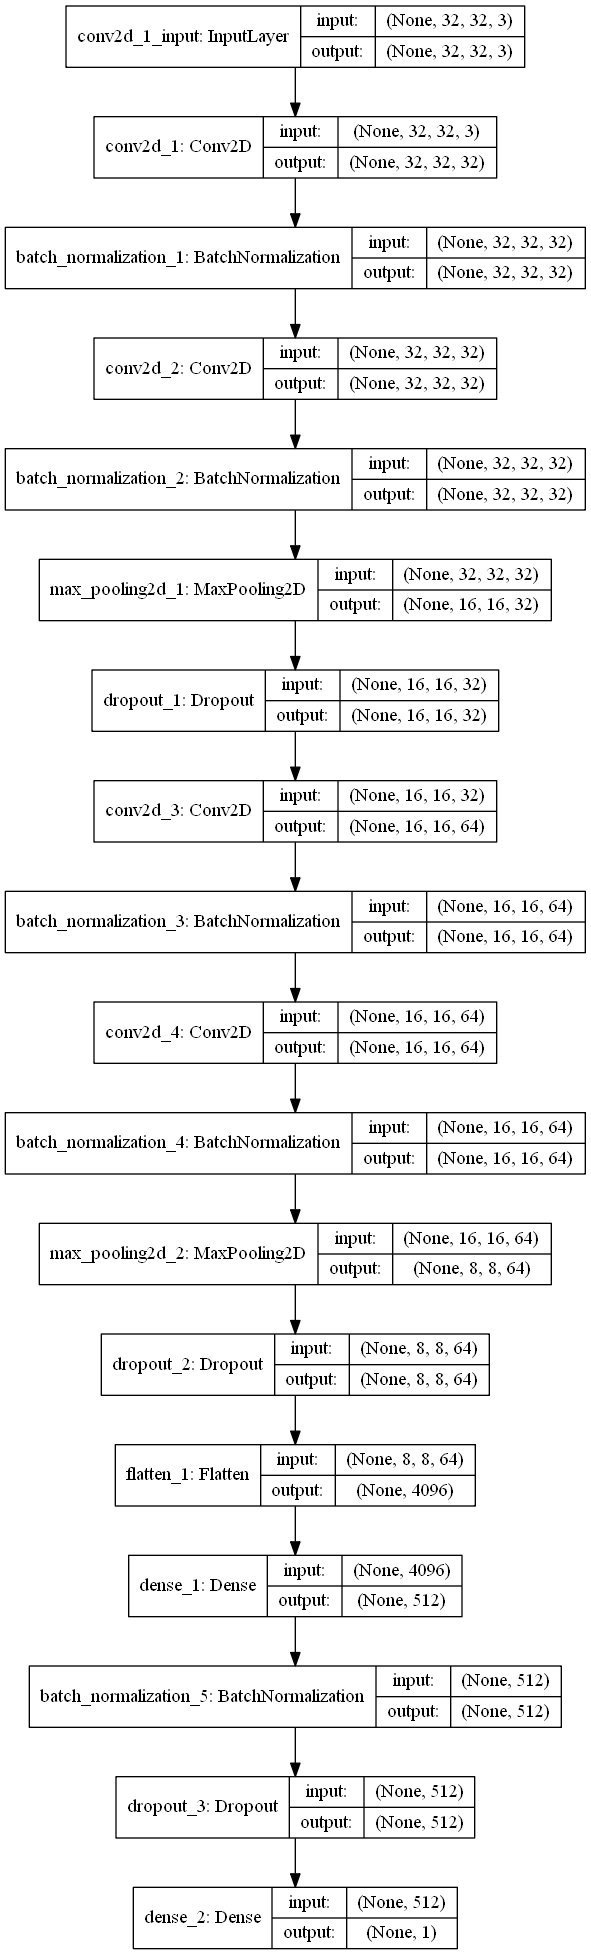 conv2d_1_input: InputLayer
input: (None, 32, 32, 3)
output: (None, 32, 32, 3)
conv2d_1: Conv2D
input: (None, 32, 32, 3)
output: (None, 32, 32, 32)
batch_normalization_1: BatchNormalization
input: (None, 32, 32, 32)
output: (None, 32, 32, 32)
conv2d_2: Conv2D
input: (None, 32, 32, 32)
output: (None, 32, 32, 32)
batch_normalization_2: BatchNormalization
input: (None, 32, 32, 32)
output: (None, 32, 32, 32)
max_pooling2d_1: MaxPooling2D
input: (None, 32, 32, 32)
output: (None, 16, 16, 32)
dropout_1: Dropout
input: (None, 16, 16, 32)
output: (None, 16, 16, 32)
conv2d_3: Conv2D
input: (None, 16, 16, 32)
output: (None, 16, 16, 64)
batch_normalization_3: BatchNormalization
input: (None, 16, 16, 64)
output: (None, 16, 16, 64)
conv2d_4: Conv2D
input: (None, 16, 16, 64)
output: (None, 16, 16, 64)
batch_normalization_4: BatchNormalization
input: (None, 16, 16, 64)
output: (None, 16, 16, 64)
max_pooling2d_2: MaxPooling2D
input: (None, 16, 16, 64)
output: (None, 8, 8, 64)
dropout_2: Dropout
input: (None, 8, 8, 64)
output: (None, 8, 8, 64)
flatten_1: Flatten
input: (None, 8, 8, 64)
output: (None, 4096)
dense_1: Dense
input: (None, 4096)
output: (None, 512)
batch_normalization_5: BatchNormalization
input: (None, 512)
output: (None, 512)
dropout_3: Dropout
input: (None, 512)
output: (None, 512)
dense_2: Dense
input: (None, 512)
output: (None, 1)